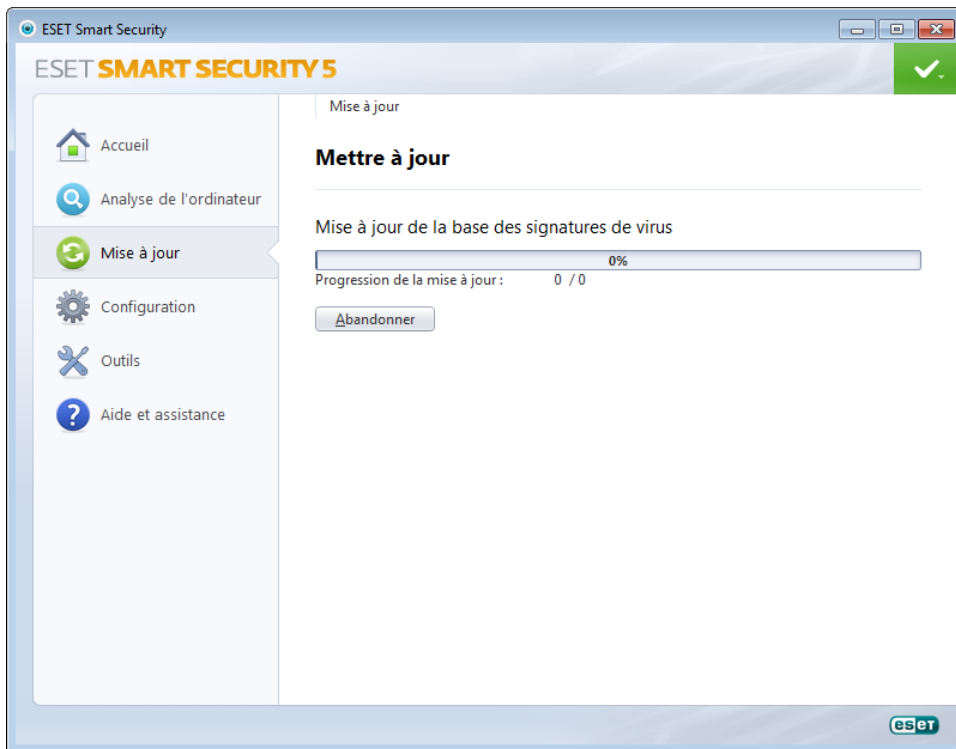 ESET Smart Security
ESET SMART SECURITY 5
Accueil
Analyse de l'ordinateur
Mise à jour
Configuration
Outils
Aide et assistance
Mise à jour
Mettre à jour
Mise à jour de la base des signatures de virus
0%
Progression de la mise à jour : 0 / 0
Abandonner
eseT